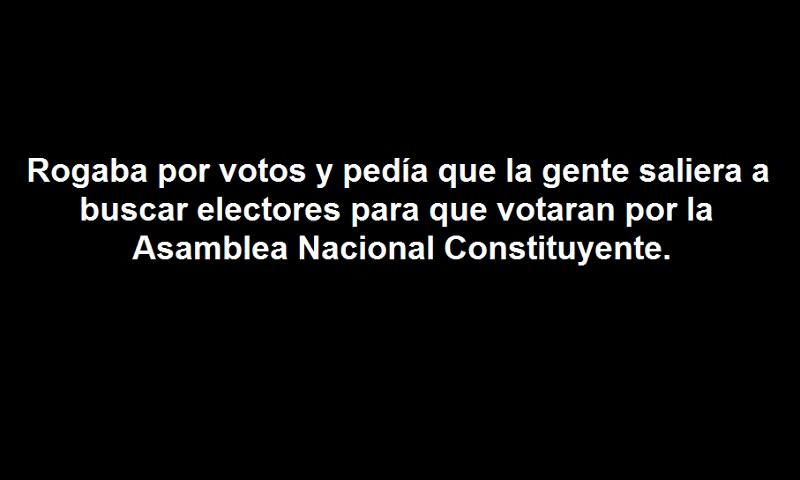 Rogaba por votos y pedía que la gente saliera a
buscar electores para que votaran por la
Asamblea Nacional Constituyente.